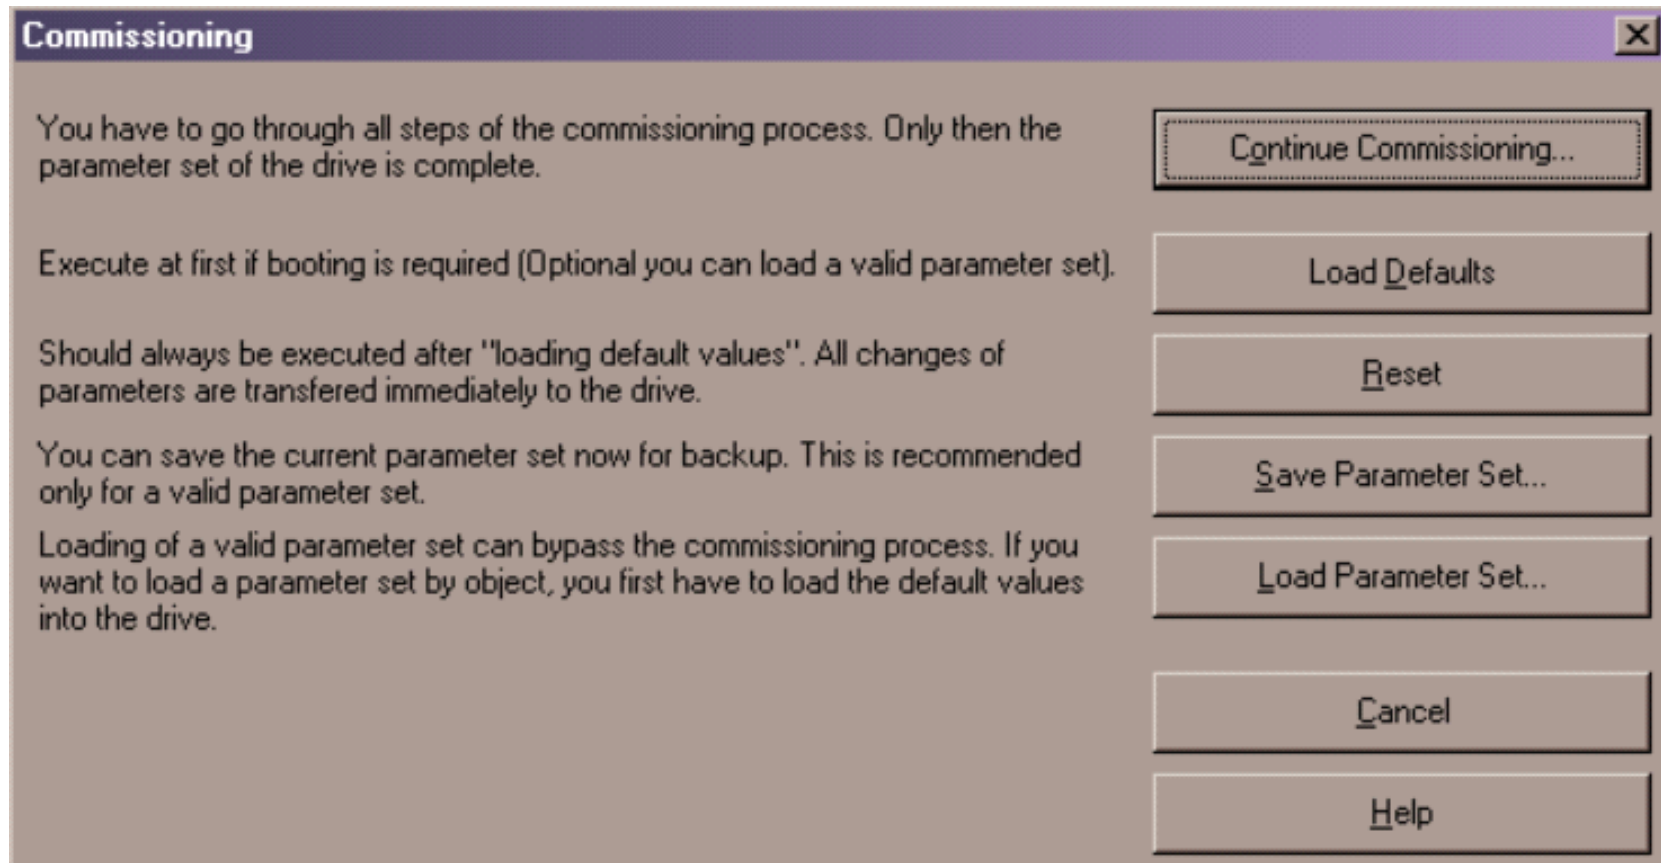 Commissioning
You have to go through all steps of the commissioning process. Only then the
parameter set of the drive is complete.
Continue Commissioning...
Execute at first if booting is required (Optional you can load a valid parameter set).
Load Defaults
Should always be executed after "loading default values". All changes of
parameters are transfered immediately to the drive.
Reset
You can save the current parameter set now for backup. This is recommended
only for a valid parameter set.
Save Parameter Set...
Loading of a valid parameter set can bypass the commissioning process. If you
want to load a parameter set by object, you first have to load the default values
into the drive.
Load Parameter Set...
Cancel
Help